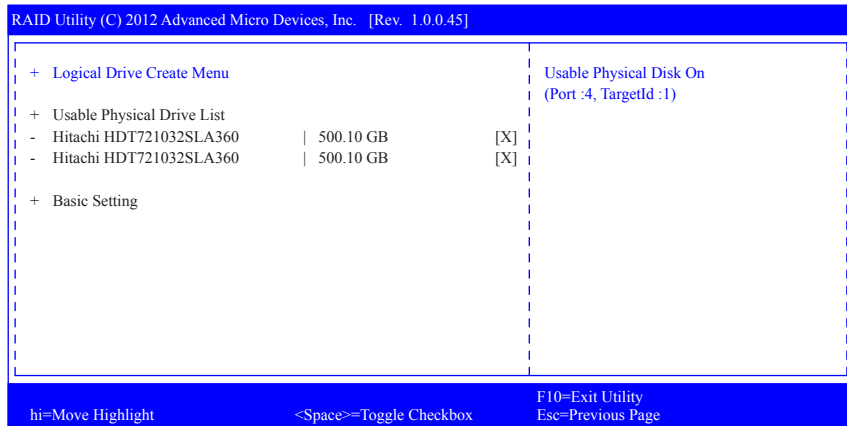 RAID Utility (C) 2012 Advanced Micro Devices, Inc. [Rev. 1.0.0.45]
+ Logical Drive Create Menu
+ Usable Physical Drive List
- Hitachi HDT721032SLA360 | 500.10 GB [X]
- Hitachi HDT721032SLA360 | 500.10 GB [X]
+ Basic Setting
Usable Physical Disk On
(Port :4, TargetId :1)
hi=Move Highlight <Space>=Toggle Checkbox
F10=Exit Utility
Esc=Previous Page